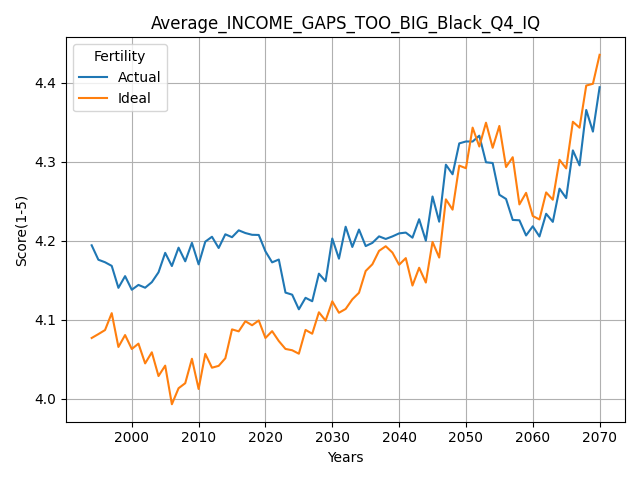 Average_INCOME_GAPS_TOO_BIG_Black_Q4_IQ
Fertility
Actual
Ideal
4.4
4.3
4.2
4.1
4.0
Score(1-5)
2000 2010 2020 2030 2040 2050 2060 2070
Years